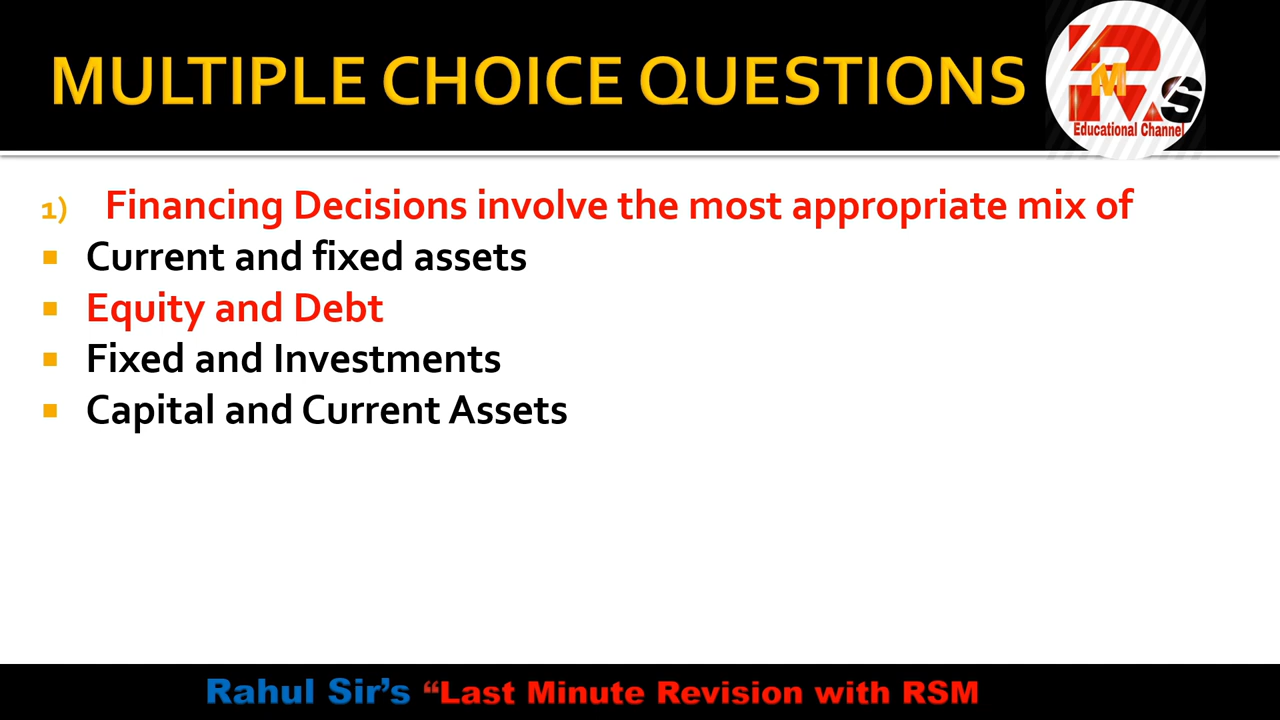 MULTIPLE CHOICE QUESTIONS
RMS
Educational Channel
1) Financing Decisions involve the most appropriate mix of
■ Current and fixed assets
■ Equity and Debt
■ Fixed and Investments
■ Capital and Current Assets
Rahul Sir’s “Last Minute Revision with RSM